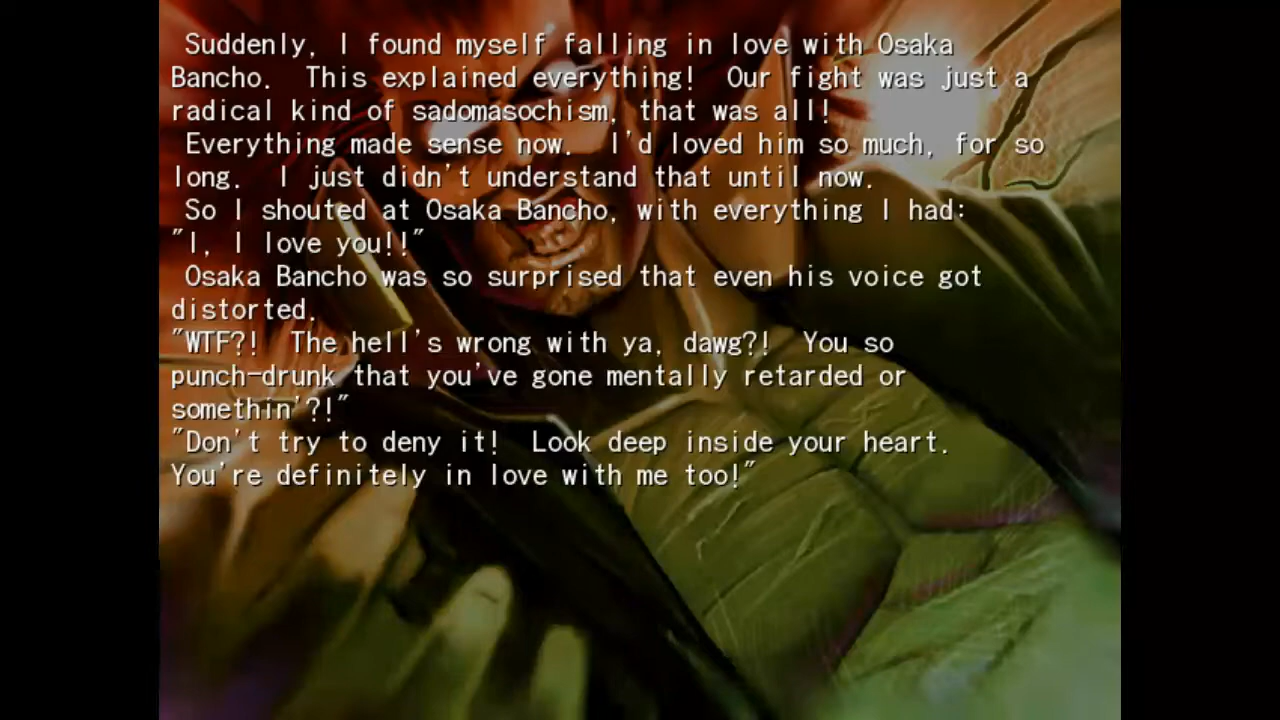 Suddenly, I found myself falling in love with Osaka
Bancho.  This explained everything!  Our fight was just a
radical kind of sadomasochism, that was all!
Everything made sense now.  I'd loved him so much, for so
long.  I just didn't understand that until now.
So I shouted at Osaka Bancho, with everything I had:
"I, I love you!!"
Osaka Bancho was so surprised that even his voice got
distorted.
"WTF?!  The hell's wrong with ya, dawg?!  You so
punch-drunk that you've gone mentally retarded or
somethin'?!"
"Don't try to deny it!  Look deep inside your heart.
You're definitely in love with me too!"